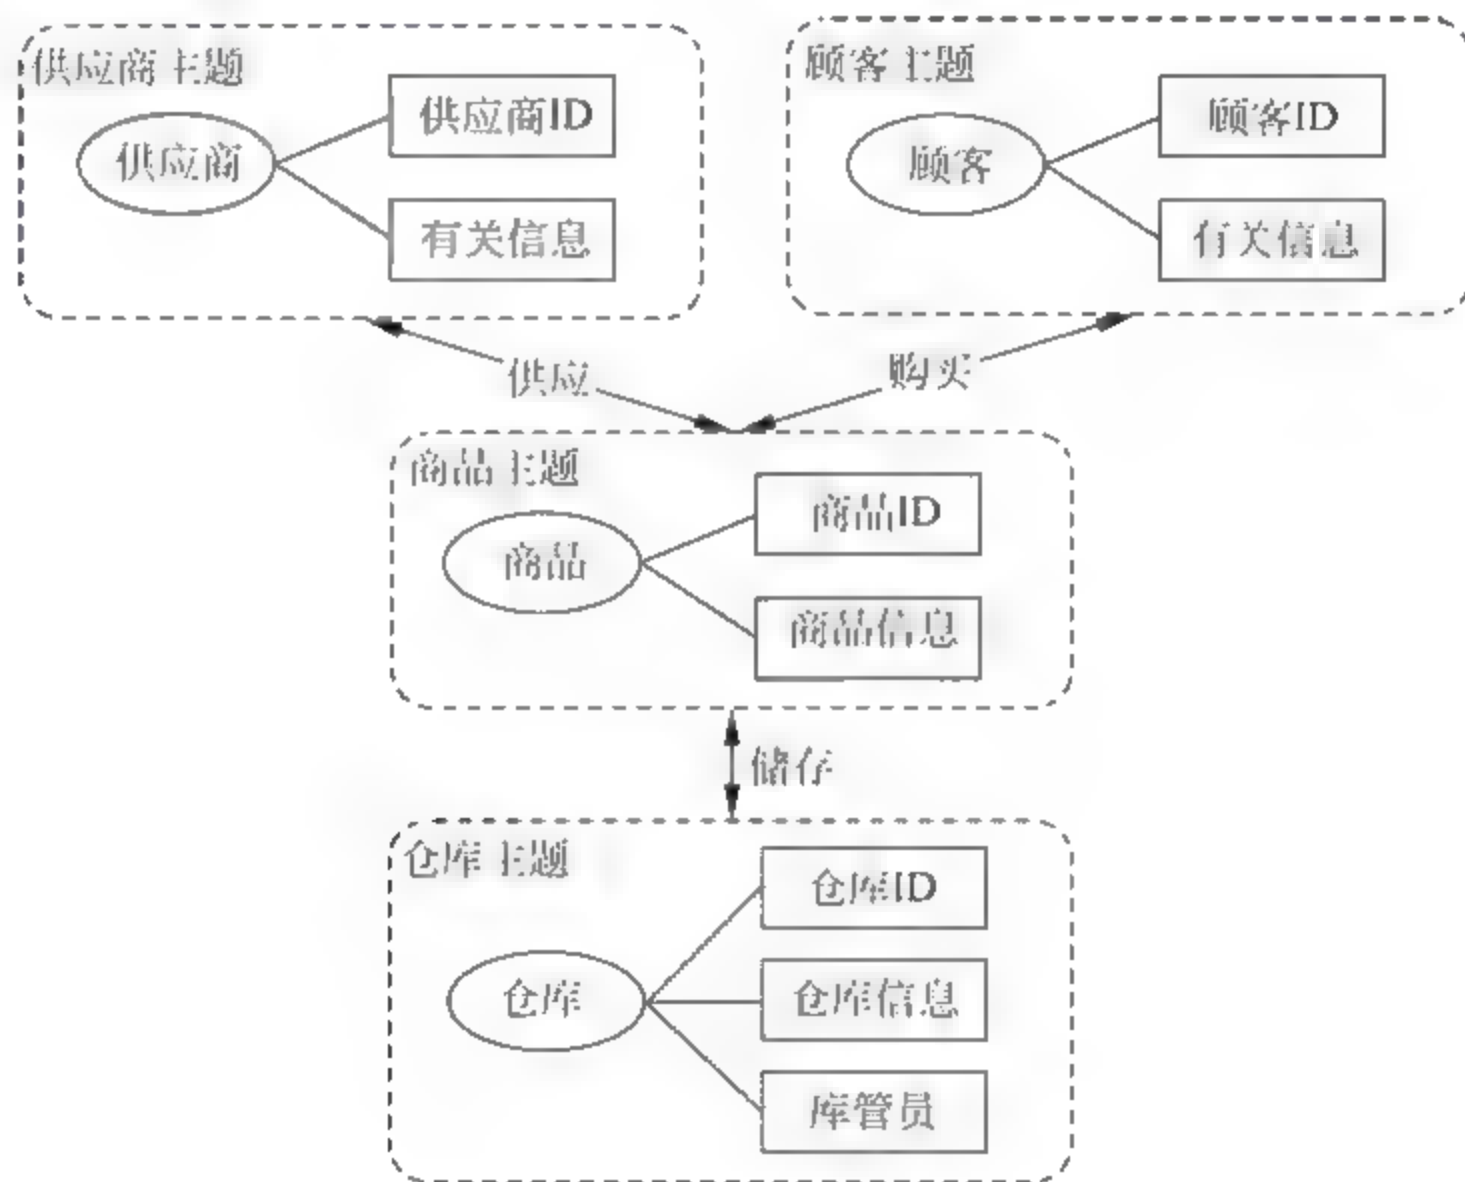 供应商主题
供应商
供应商ID
有关信息
顾客主题
顾客
顾客ID
有关信息
供应
购买
商品主题
商品
商品ID
商品信息
储存
仓库主题
仓库
仓库ID
仓库信息
库管员